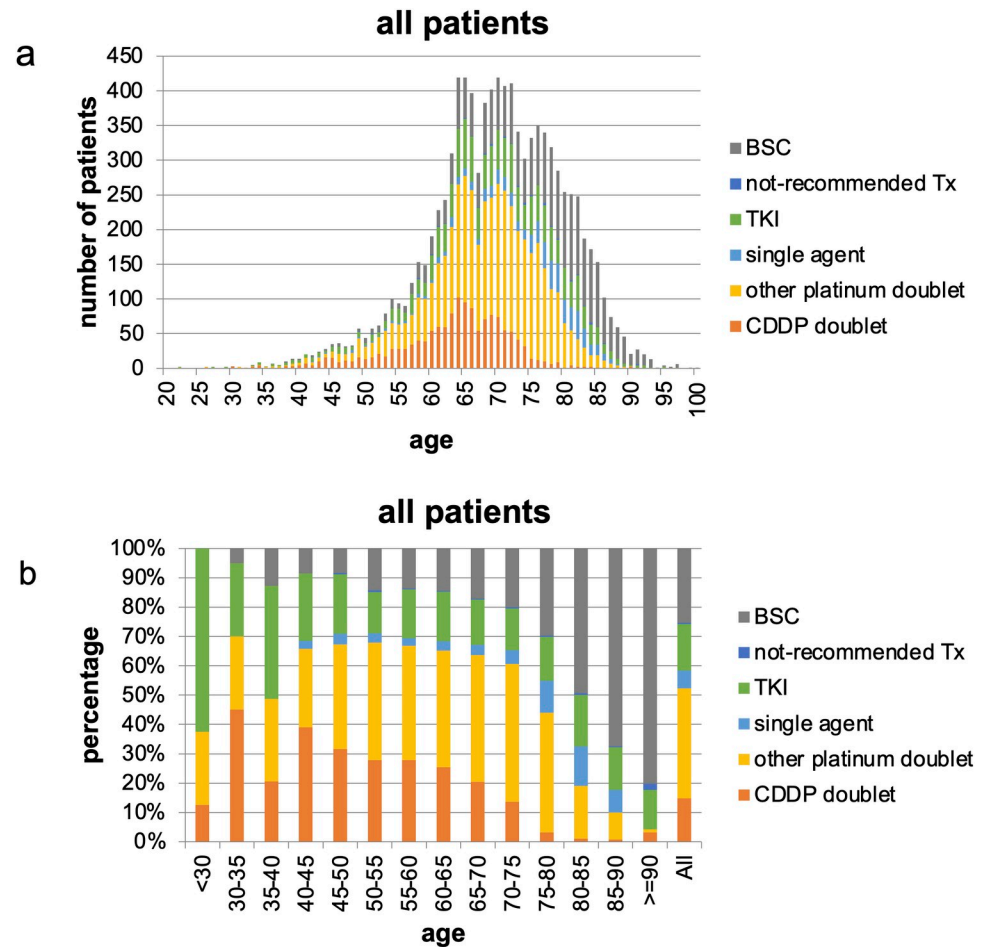 all patients
a
450
400
350
300
250
200
150
100
50
0
number of patients
20 25 30 35 40 45 50 55 60 65 70 75 80 85 90 95 100
age
BSC
not-recommended Tx
TKI
single agent
other platinum doublet
CDDP doublet
all patients
b
100%
90%
80%
70%
60%
50%
40%
30%
20%
10%
0%
percentage
<30 30-35 35-40 40-45 45-50 50-55 55-60 60-65 65-70 70-75 75-80 80-85 85-90 >=90 All
age
BSC
not-recommended Tx
TKI
single agent
other platinum doublet
CDDP doublet